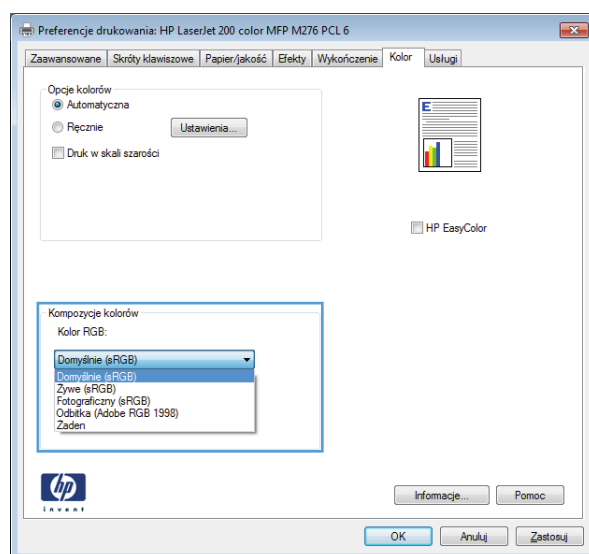 Preferencje drukowania: HP LaserJet 200 color MFP M276 PCL 6
Zaawansowane Skróty klawiszowe Papier/jakość Efekty Wykończenie Kolor Usługi
Opcje kolorów
Automatyczna
Ręcznie Ustawienia...
Druk w skali szarości
E
HP EasyColor
Kompozycje kolorów
Kolor RGB:
Domyślnie (sRGB)
Domyślnie (sRGB)
Żywe (sRGB)
Fotograficzny (sRGB)
Odbitka (Adobe RGB 1998)
Żaden
hp
invent
Informacje... Pomoc
OK Anuluj Zastosuj